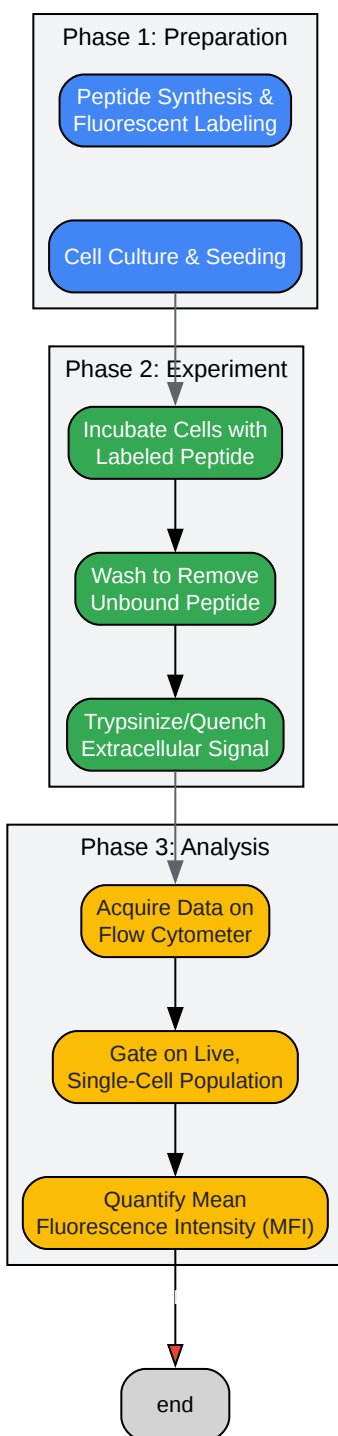 Phase 1: Preparation
Peptide Synthesis &
Fluorescent Labeling
Cell Culture & Seeding
Phase 2: Experiment
Incubate Cells with
Labeled Peptide
Wash to Remove
Unbound Peptide
Trypsinize/Quench
Extracellular Signal
Phase 3: Analysis
Acquire Data on
Flow Cytometer
Gate on Live,
Single-Cell Population
Quantify Mean
Fluorescence Intensity (MFI)
end